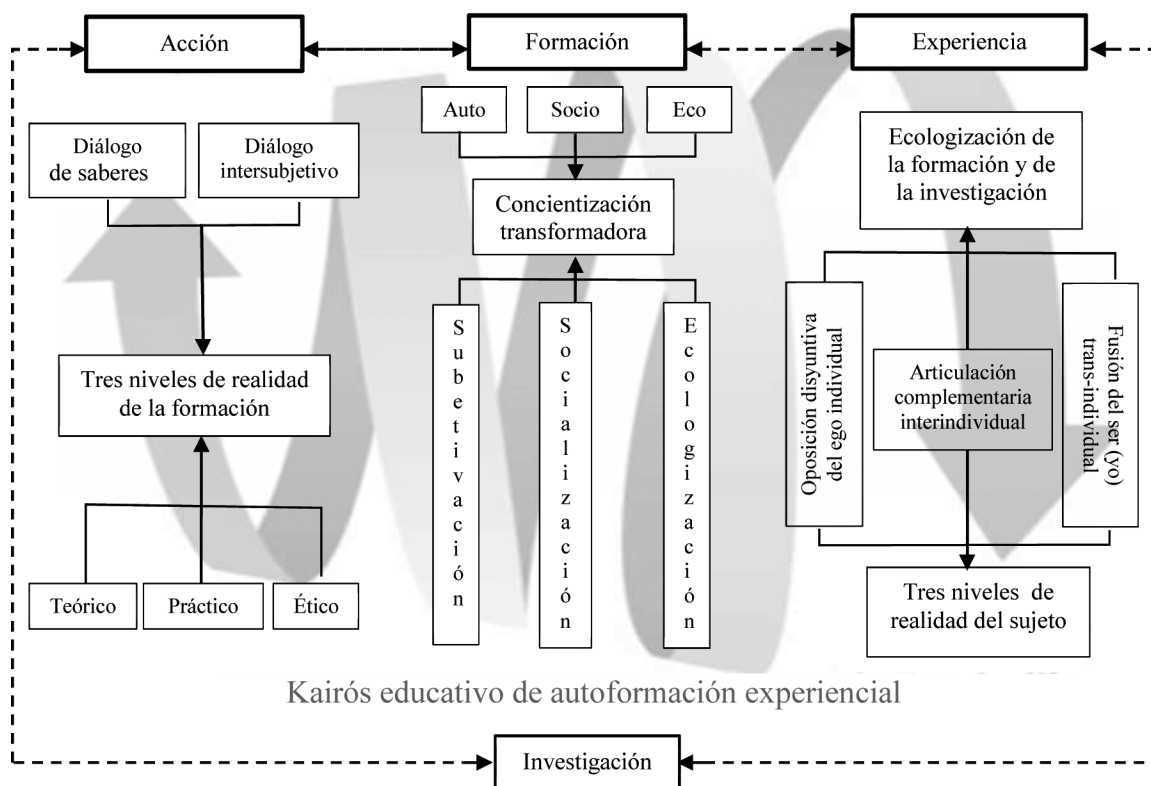 Acción
Formación
Experiencia
Auto
Socio
Eco
Diálogo
de saberes
Diálogo
intersubjetivo
Ecologización de
la formación y de
la investigación
Concientización
transformadora
Subetivación
Socialización
Ecologización
Tres niveles de realidad
de la formación
Oposición disyuntiva
del ego individual
Articulación
complementaria
interindividual
Fusión del ser (yo)
trans-individual
Teórico
Práctico
Ético
Tres niveles de
realidad del sujeto
Kairós educativo de autoformación experiencial
Investigación